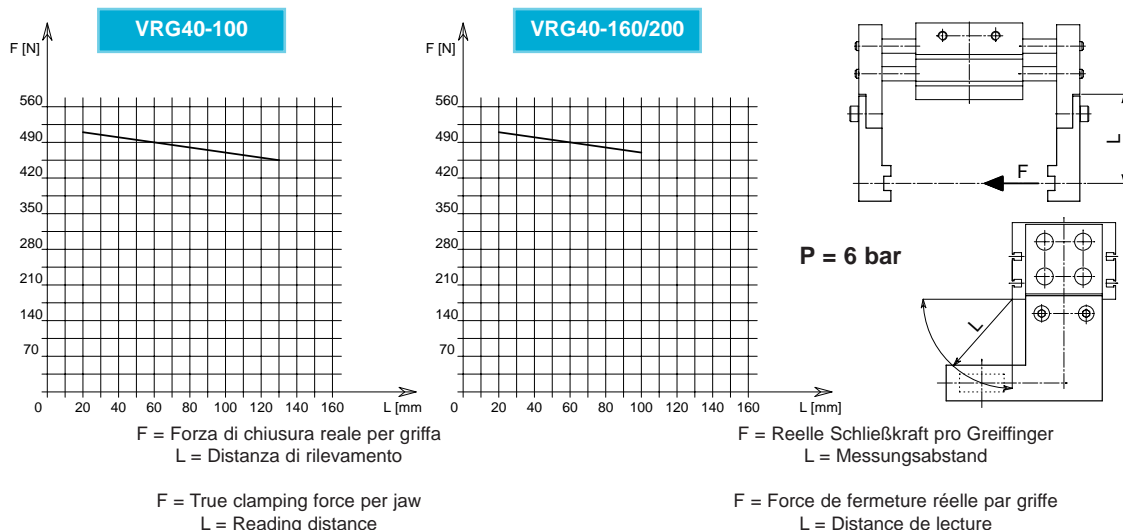 VRG40-100
F [N]
560
490
420
350
280
210
140
70
0 20 40 60 80 100 120 140 160
L [mm
VRG40-160/200
F [N]
560
490
420
350
280
210
140
70
0 20 40 60 80 100 120 140 160
L [mm]
L
F
P = 6 bar
L
F = Forza di chiusura reale per griffa
L = Distanza di rilevamento
F = Reelle Schließkraft pro Greiffinger
L = Messungsabstand
F = True clamping force per jaw
L = Reading distance
F = Force de fermeture réelle par griffe
L = Distance de lecture